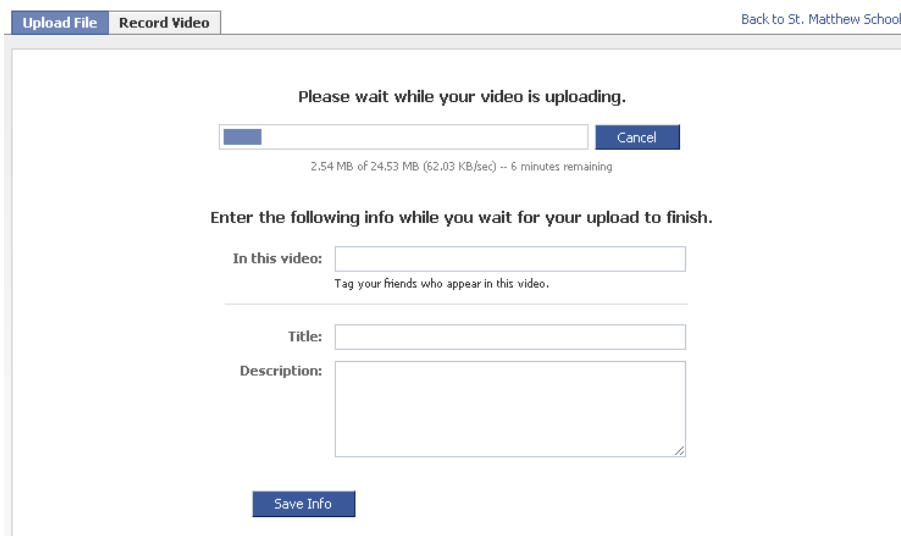 Upload File Record Video Back to St. Matthew School
Please wait while your video is uploading.
Cancel
2.54 MB of 24.53 MB (62.03 KB/sec) -- 6 minutes remaining
Enter the following info while you wait for your upload to finish.
In this video:
Tag your friends who appear in this video.
Title:
Description:
Save Info